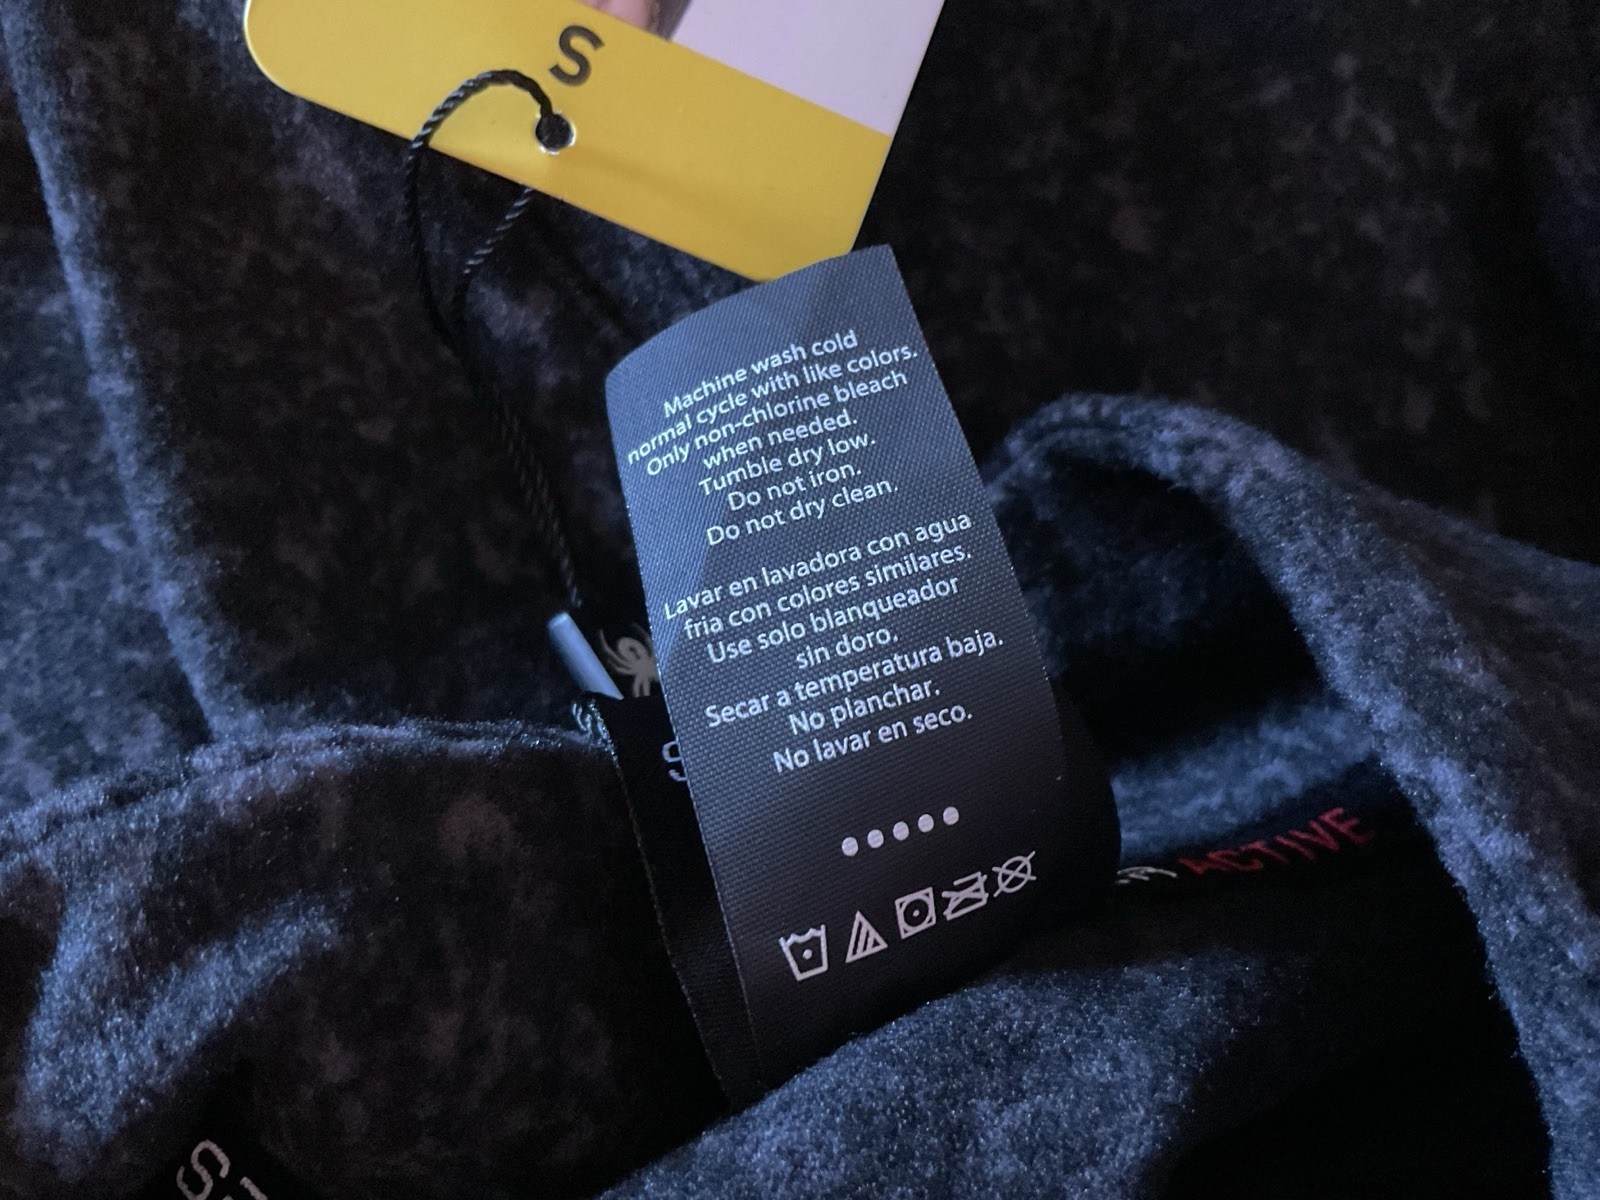 S
Machine wash cold
normal cycle with like colors.
Only non-chlorine bleach
when needed.
Tumble dry low.
Do not iron.
Do not dry clean.
Lavar en lavadora con agua
fria con colores similares.
Use solo blanqueador
sin doro.
Secar a temperatura baja.
No planchar.
No lavar en seco.
S
ACTIVE
S